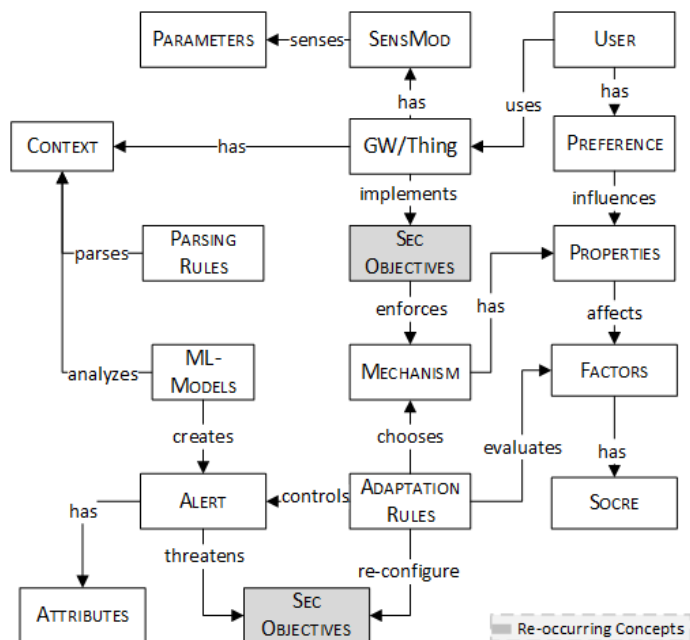 PARAMETERS
senses
SENSMOD
USER
has
uses
has
CONTEXT
has
GW/Thing
PREFERENCE
implements
influences
parses
PARSING
RULES
SEC
OBJECTIVES
PROPERTIES
enforces
has
affects
analyzes
ML-
MODELS
MECHANISM
FACTORS
creates
chooses
evaluates
has
has
ALERT
controls
ADAPTATION
RULES
SOCRE
threatens
re-configure
ATTRIBUTES
SEC
OBJECTIVES
Re-occurring Concepts